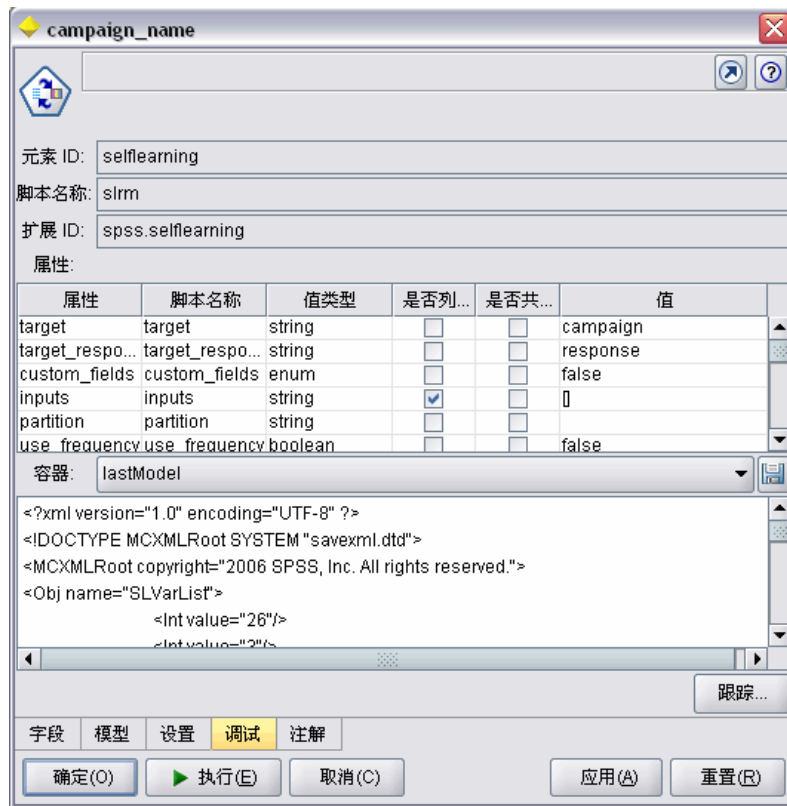 campaign_name
元素 ID: selflearning
脚本名称: slrm
扩展 ID: spss.selflearning
属性:
属性 脚本名称 值类型 是否列... 是否共... 值
target target string campaign
target_respo... target_respo... string response
custom_fields custom_fields enum false
inputs inputs string []
partition partition string
use_frequency use_frequency boolean false
容器: lastModel
<?xml version="1.0" encoding="UTF-8" ?>
<!DOCTYPE MCXMLRoot SYSTEM "savexml.dtd">
<MCXMLRoot copyright="2006 SPSS, Inc. All rights reserved.">
<Obj name="SLVarList">
<Int value="26"/>
<Int value="3"/>
跟踪...
字段 模型 设置 调试 注解
确定(O) 执行(E) 取消(C) 应用(A) 重置(R)